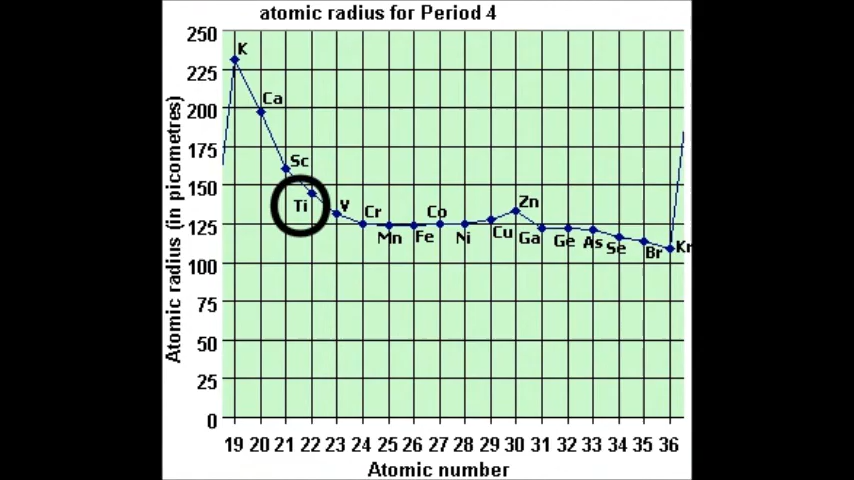 atomic radius for Period 4
Atomic radius (in picometres)
250
225
200
175
150
125
100
75
50
25
0
K
Ca
Sc
Ti
V
Cr
Mn
Fe
Co
Ni
Cu
Zn
Ga
Ge
As
Se
Br
Kr
19 20 21 22 23 24 25 26 27 28 29 30 31 32 33 34 35 36
Atomic number